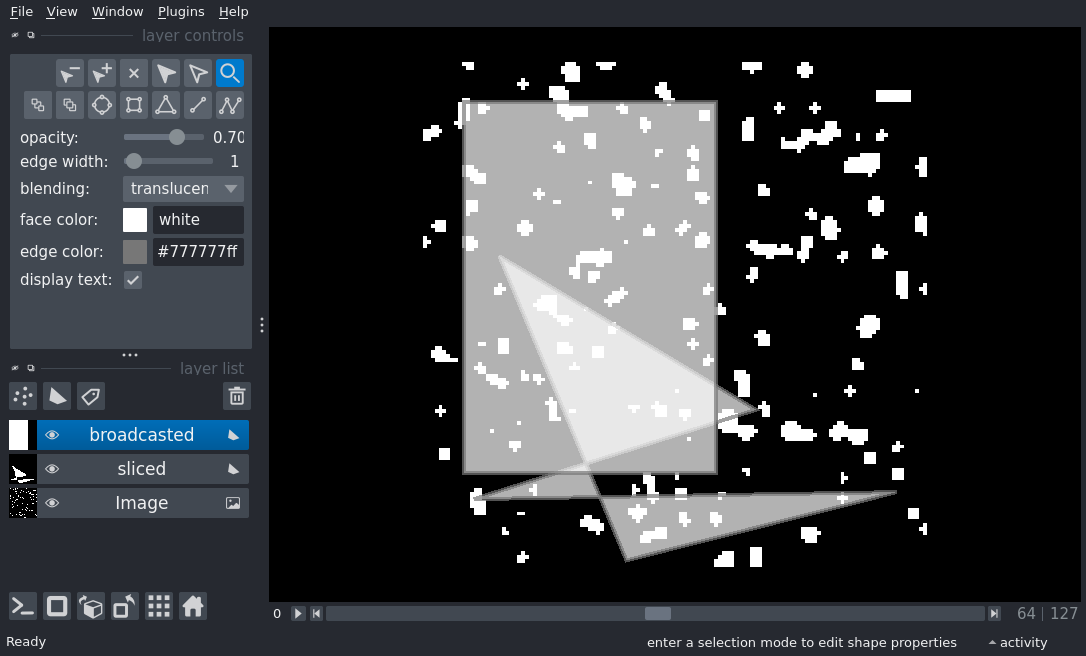 File View Window Plugins Help
layer controls
opacity: 0.70
edge width: 1
blending: translucen
face color: white
edge color: #777777ff
display text:
layer list
broadcasted
sliced
Image
0 64 | 127
Ready enter a selection mode to edit shape properties activity